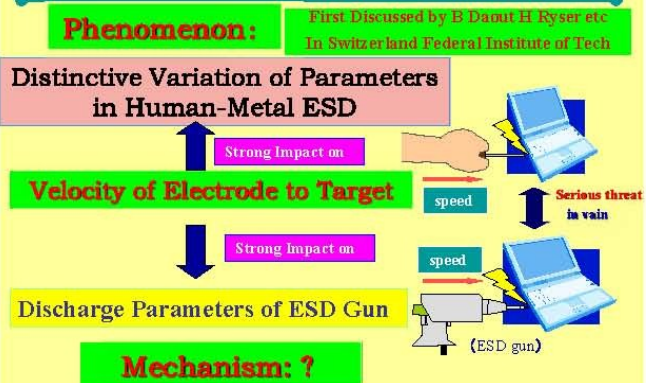 Phenomenon:
First Discussed by B Daout H Ryser etc
In Switzerland Federal Institute of Tech
Distinctive Variation of Parameters
in Human-Metal ESD
Strong Impact on
Velocity of Electrode to Target
speed
Serious threat
in vain
Strong Impact on
speed
Discharge Parameters of ESD Gun
(ESD gun)
Mechanism: ?